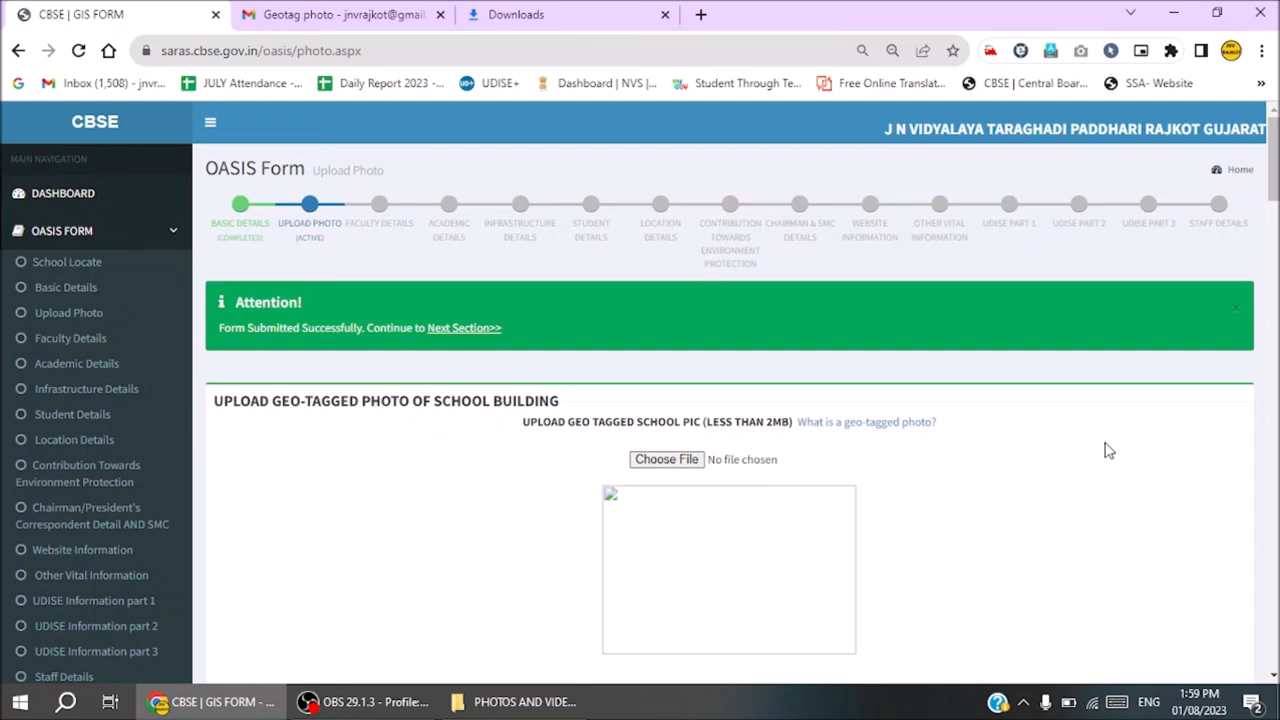 CBSE | GIS FORM
Geotag photo - jnvrajkot@gmail.
Downloads
saras.cbse.gov.in/oasis/photo.aspx
Inbox (1,508) - jnvr...
JULY Attendance -...
Daily Report 2023 -...
UDISE+
Dashboard | NVS |...
Student Through Te...
Free Online Translat...
CBSE | Central Boar...
SSA- Website
»
CBSE
J N VIDYALAYA TARAGHADI PADDHARI RAJKOT GUJARAT
MAIN NAVIGATION
DASHBOARD
OASIS FORM
School Locate
Basic Details
Upload Photo
Faculty Details
Academic Details
Infrastructure Details
Student Details
Location Details
Contribution Towards
Environment Protection
Chairman/President's
Correspondent Detail AND SMC
Website Information
Other Vital Information
UDISE Information part 1
UDISE Information part 2
UDISE Information part 3
Staff Details
OASIS Form Upload Photo
Home
BASIC DETAILS
(COMPLETED)
UPLOAD PHOTO
(ACTIVE)
FACULTY DETAILS
ACADEMIC
DETAILS
INFRASTRUCTURE
DETAILS
STUDENT
DETAILS
LOCATION
DETAILS
CONTRIBUTION
TOWARDS
ENVIRONMENT
PROTECTION
CHAIRMAN & SMC
DETAILS
WEBSITE
INFORMATION
OTHER VITAL
INFORMATION
UDISE PART 1
UDISE PART 2
UDISE PART 3
STAFF DETAILS
Attention!
Form Submitted Successfully. Continue to Next Section>>
UPLOAD GEO-TAGGED PHOTO OF SCHOOL BUILDING
UPLOAD GEO TAGGED SCHOOL PIC (LESS THAN 2MB) What is a geo-tagged photo?
Choose File No file chosen
CBSE | GIS FORM - ...
OBS 29.1.3 - Profile:...
PHOTOS AND VIDE...
ENG
1:59 PM
01/08/2023
2